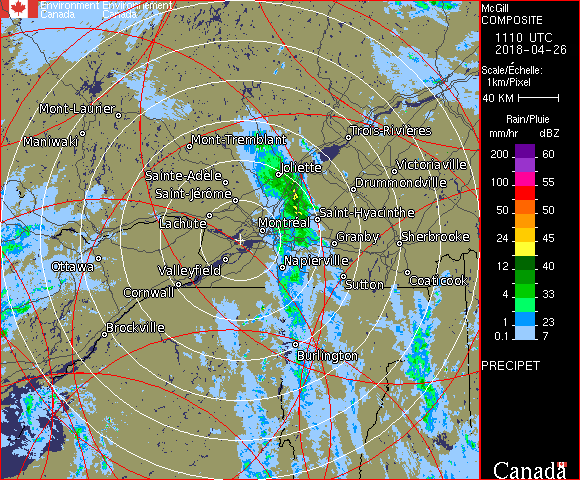 Environment Environnement
Canada Canada
McGill
COMPOSITE
1110 UTC
2018-04-26
Scale/Échelle:
1km/Pixel
40 KM
Rain/Pluie
mm/hr dBZ
200 60
100 55
50 50
24 45
12 40
4 33
1 23
0.1 7
PRECIPET
Canada
Mont-Laurier
Maniwaki
Mont-Tremblant
Trois-Rivières
Joliette
Victoriaville
Sainte-Adèle
Drummondville
Saint-Jérôme
Saint-Hyacinthe
Lachute
Montréal
Granby
Sherbrooke
Ottawa
Valleyfield
Napierville
Sutton
Coaticook
Cornwall
Brockville
Burlington